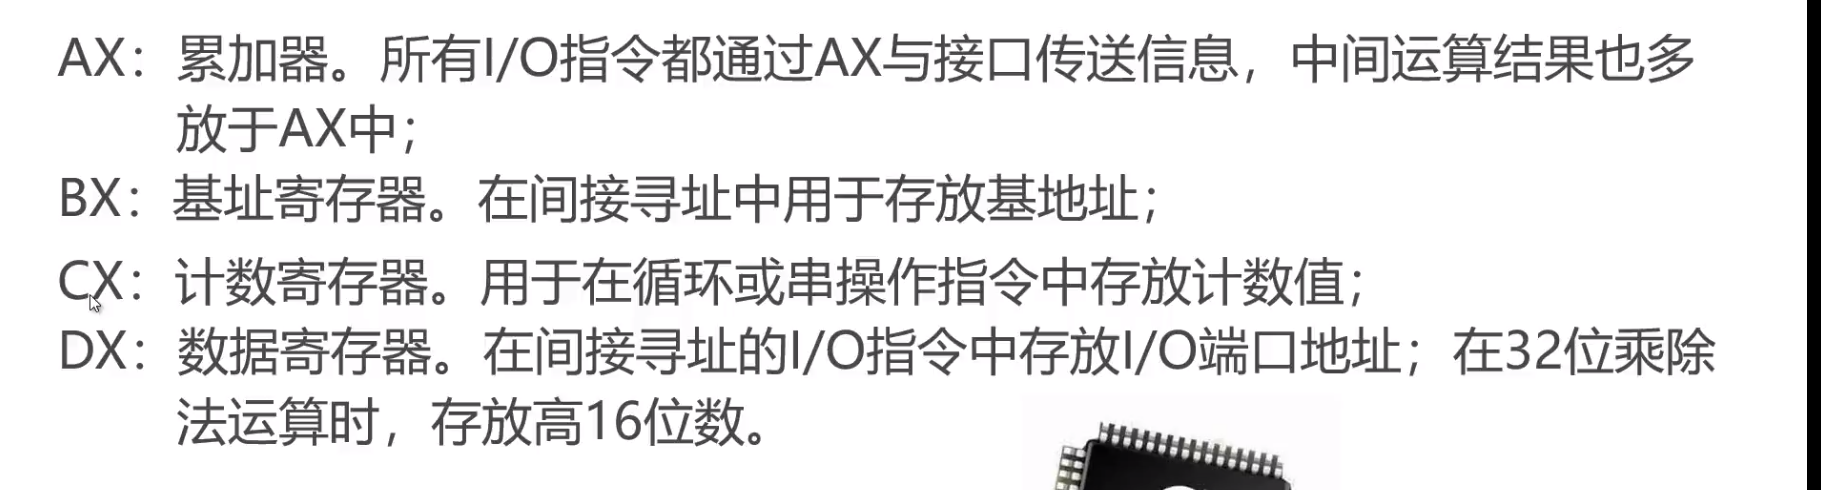 AX：累加器。所有I/O指令都通过AX与接口传送信息，中间运算结果也多
放于AX中；
BX：基址寄存器。在间接寻址中用于存放基地址；
CX：计数寄存器。用于在循环或串操作指令中存放计数值；
DX：数据寄存器。在间接寻址的I/O指令中存放I/O端口地址；在32位乘除
法运算时，存放高16位数。